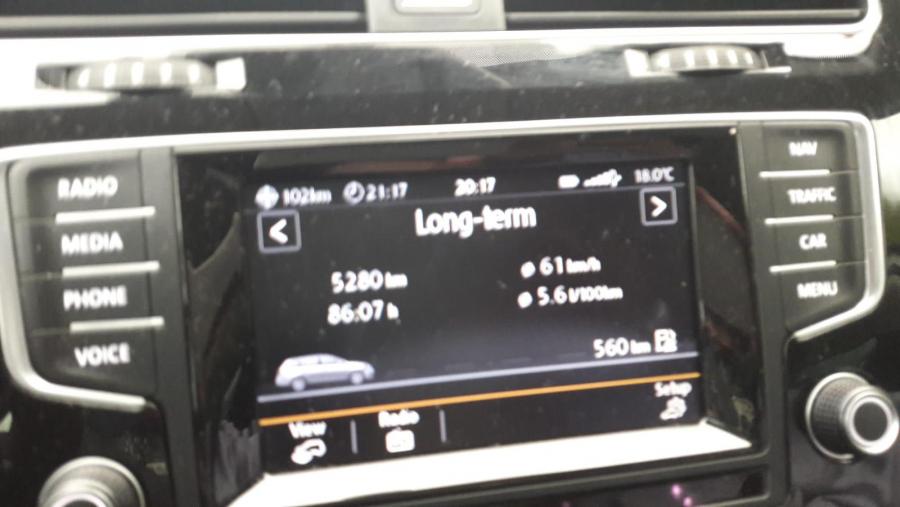 RADIO
MEDIA
PHONE
VOICE
102km 21:17 20:17 18.0°C
< Long-term >
5280 km ø 61 km/h
86:07 h ø 5.6 l/100km
560 km
View Radio Setup
NAV
TRAFFIC
CAR
MENU